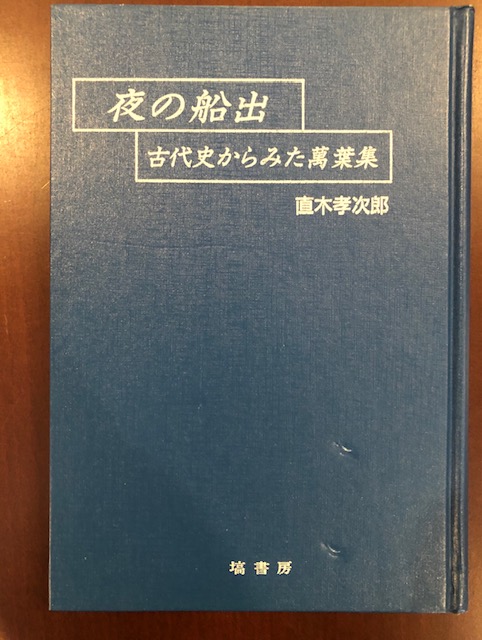 夜の船出
古代史からみた萬葉集
直木孝次郎
塙書房